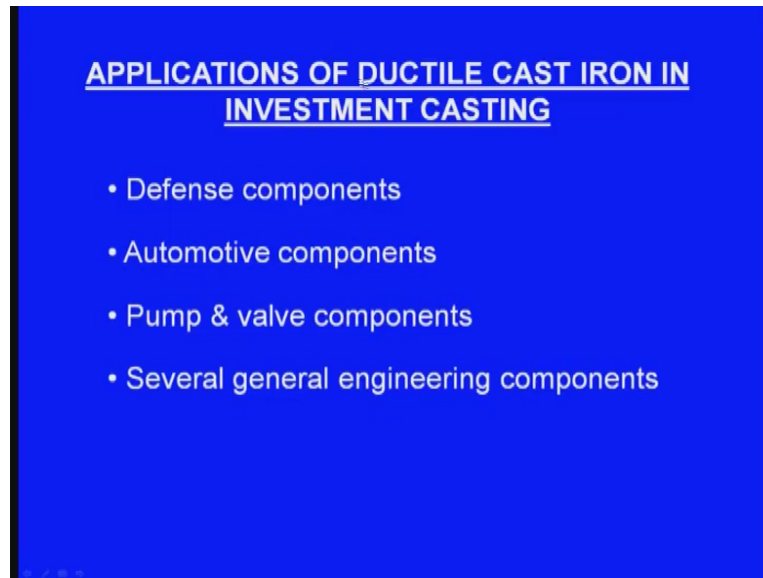 APPLICATIONS OF DUCTILE CAST IRON IN
INVESTMENT CASTING
• Defense components
• Automotive components
• Pump & valve components
• Several general engineering components